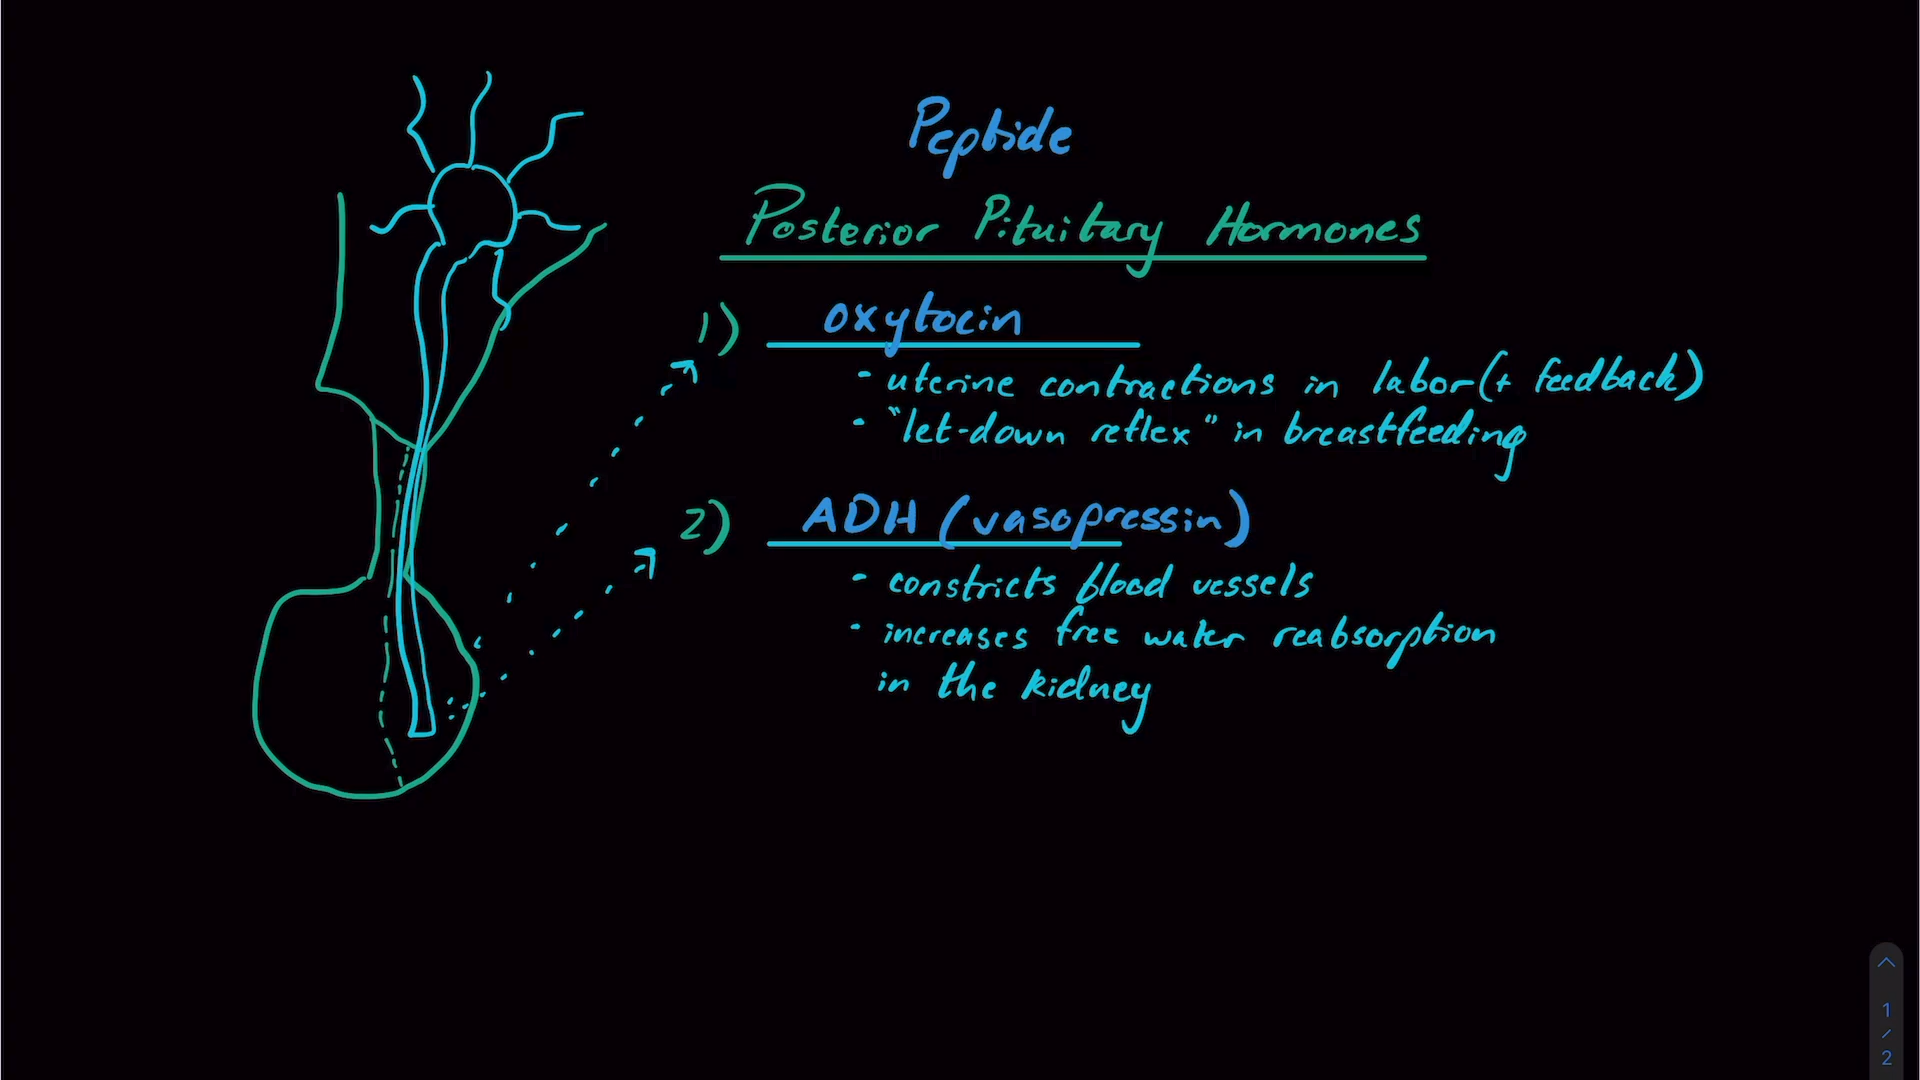 Peptide
Posterior Pituitary Hormones
1) oxytocin
- uterine contractions in labor (+ feedback)
- "let-down reflex" in breastfeeding
2) ADH (vasopressin)
- constricts blood vessels
- increases free water reabsorption
in the kidney
1
/
2